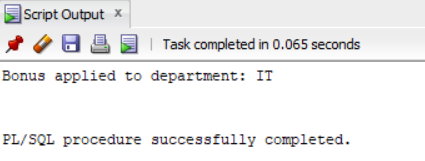 Script Output x
Task completed in 0.065 seconds
Bonus applied to department: IT
PL/SQL procedure successfully completed.